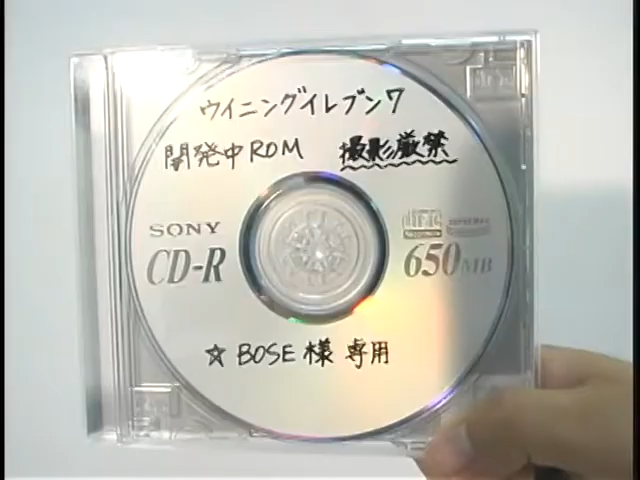 ウイニングイレブン7
開発中ROM 撮影厳禁
SONY
CD-R
650MB
☆ BOSE様 専用